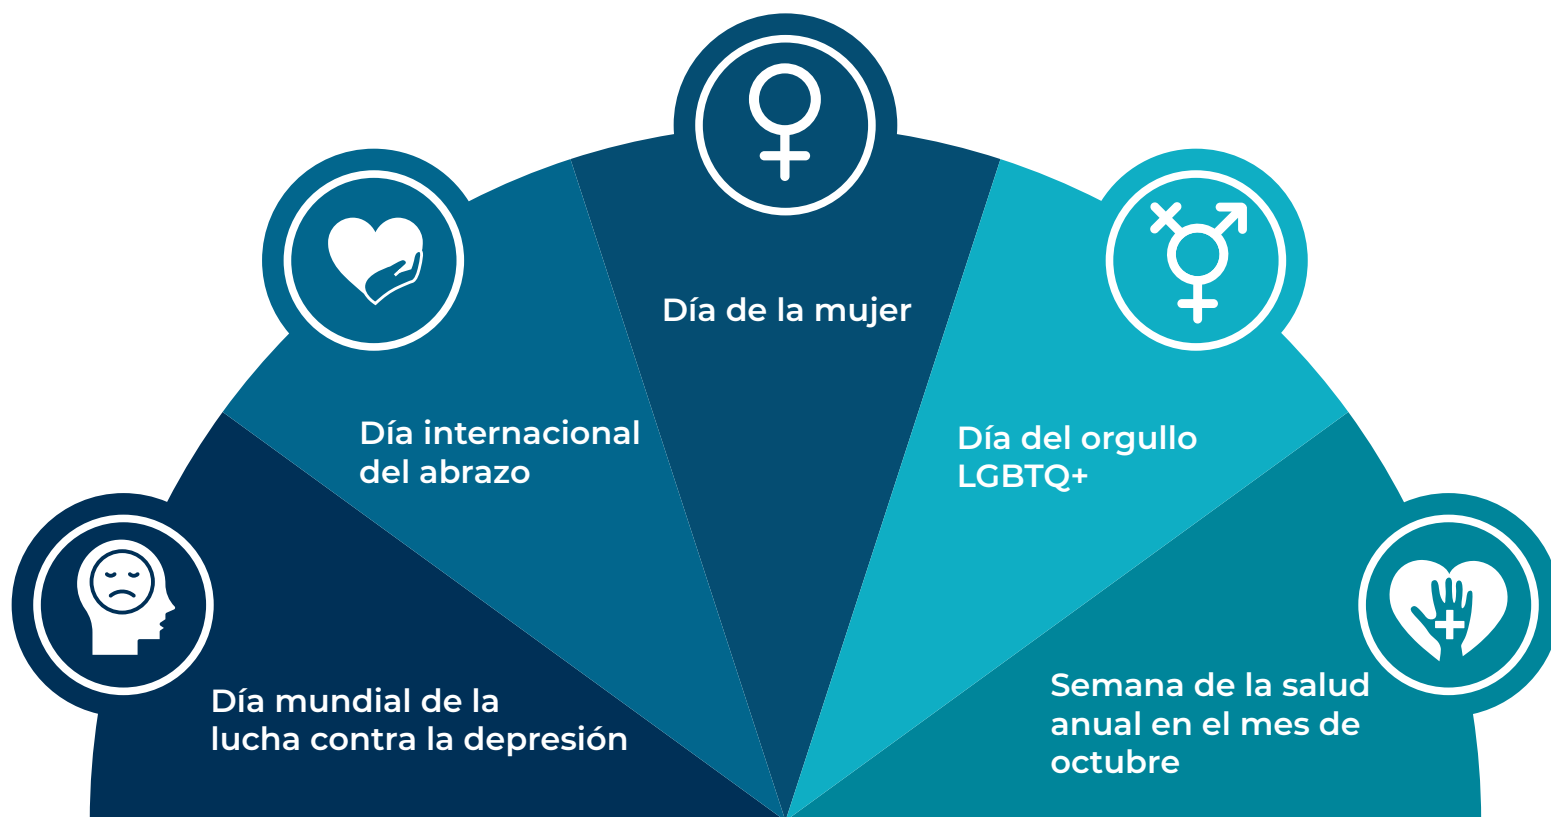 Día mundial de la
lucha contra la depresión
Día internacional
del abrazo
Día de la mujer
Día del orgullo
LGBTQ+
Semana de la salud
anual en el mes de
octubre